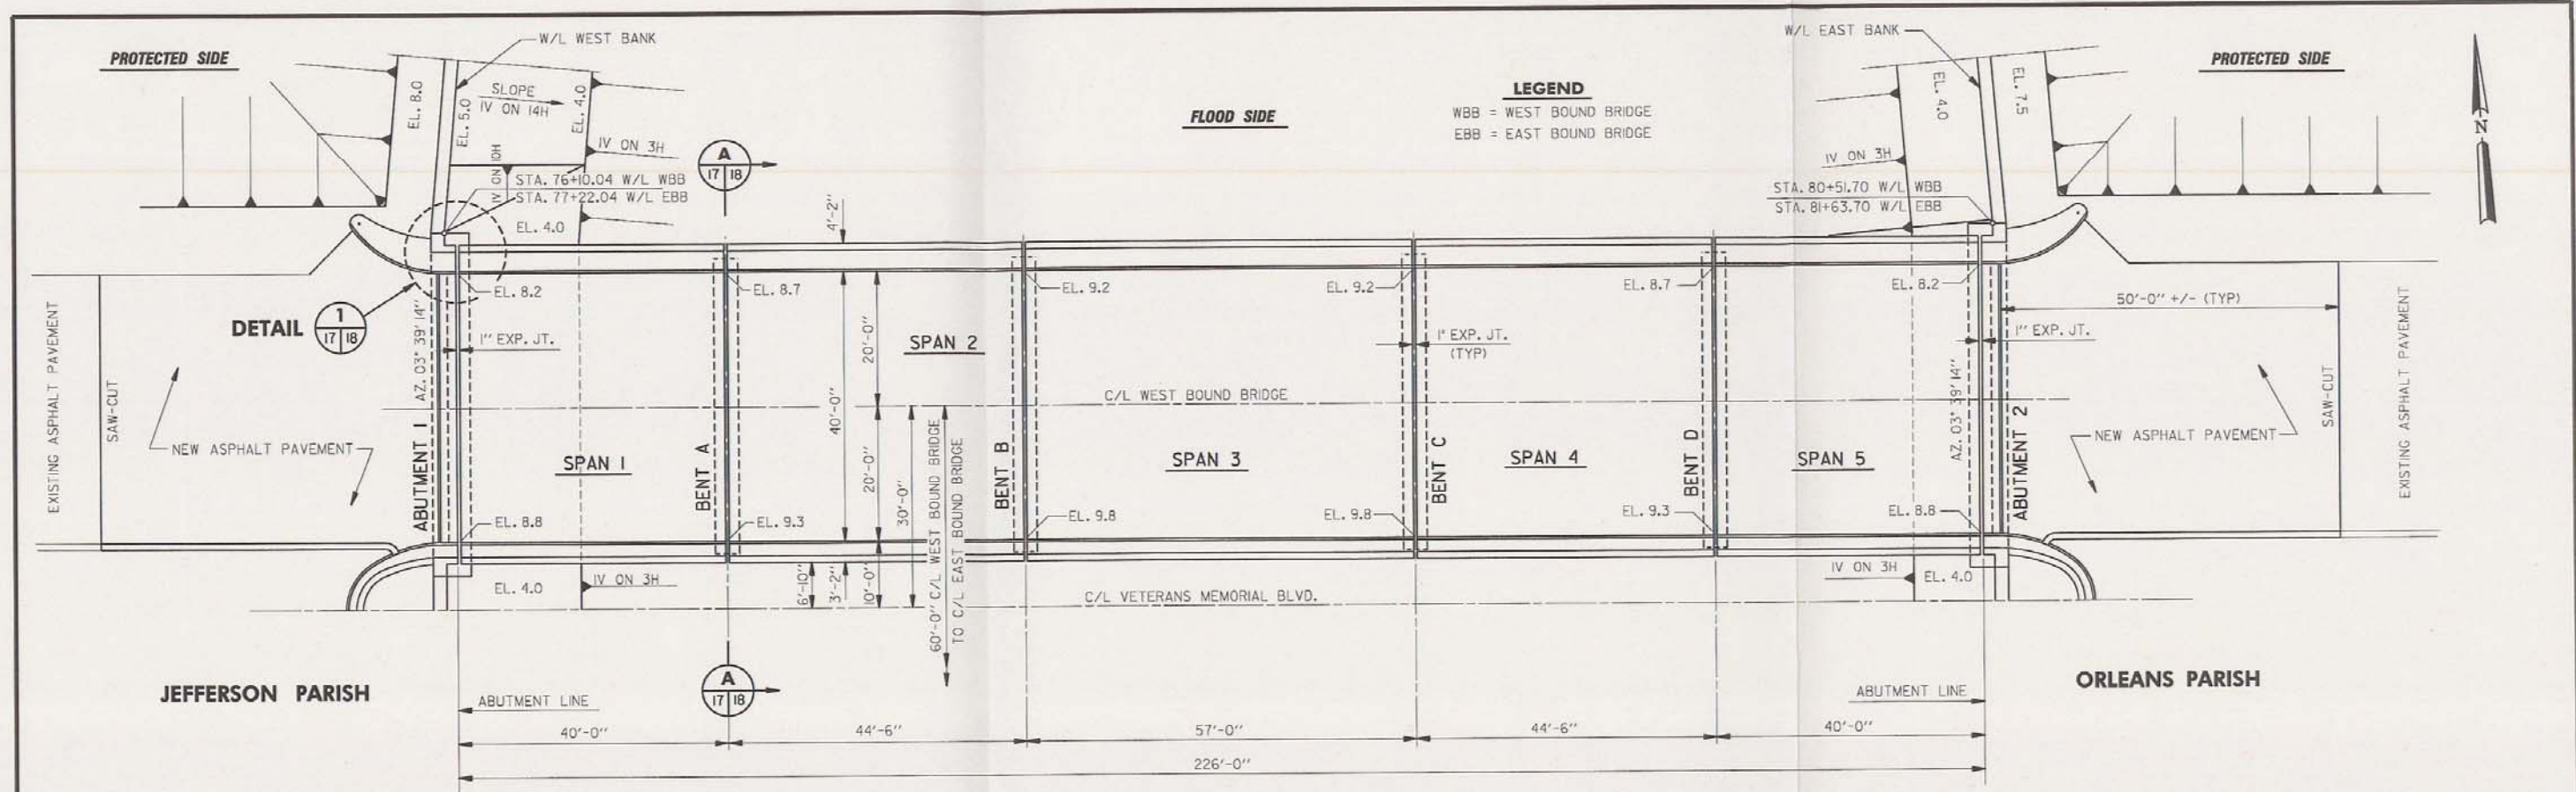 PROTECTED SIDE
W/L WEST BANK
EL. 8.0
EL. 5.0
SLOPE
IV ON 14H
EL. 4.0
IV ON 3H
IV ON 10H
STA. 76+10.04 W/L WBB
STA. 77+22.04 W/L EBB
EL. 4.0
A
17 18
FLOOD SIDE
LEGEND
WBB = WEST BOUND BRIDGE
EBB = EAST BOUND BRIDGE
W/L EAST BANK
EL. 4.0
EL. 7.5
IV ON 3H
STA. 80+51.70 W/L WBB
STA. 81+63.70 W/L EBB
PROTECTED SIDE
N
4'-2"
EL. 8.2
EL. 8.7
EL. 9.2
EL. 9.2
EL. 8.7
EL. 8.2
50'-0" +/- (TYP)
DETAIL
1
17 18
1" EXP. JT.
20'-0"
SPAN 2
1" EXP. JT.
(TYP)
1" EXP. JT.
EXISTING ASPHALT PAVEMENT
SAW-CUT
NEW ASPHALT PAVEMENT
ABUTMENT 1
AZ. 03° 39' 14"
SPAN 1
BENT A
40'-0"
20'-0"
30'-0"
60'-0" C/L WEST BOUND BRIDGE
TO C/L EAST BOUND BRIDGE
BENT B
C/L WEST BOUND BRIDGE
SPAN 3
BENT C
SPAN 4
BENT D
SPAN 5
AZ. 03° 39' 14"
ABUTMENT 2
NEW ASPHALT PAVEMENT
SAW-CUT
EXISTING ASPHALT PAVEMENT
EL. 8.8
EL. 9.3
EL. 9.8
EL. 9.8
EL. 9.3
EL. 8.8
EL. 4.0
IV ON 3H
6'-10"
3'-2"
10'-0"
C/L VETERANS MEMORIAL BLVD.
IV ON 3H
EL. 4.0
JEFFERSON PARISH
ABUTMENT LINE
A
17 18
ABUTMENT LINE
ORLEANS PARISH
40'-0"
44'-6"
57'-0"
44'-6"
40'-0"
226'-0"